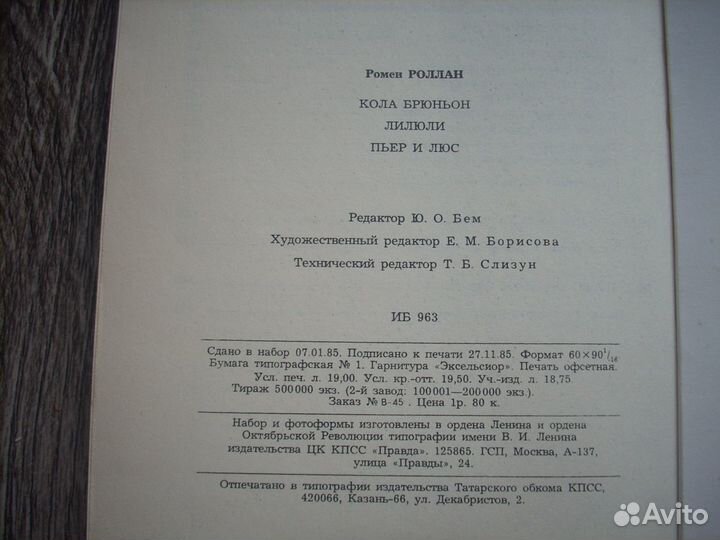 Ромен РОЛЛАН
КОЛА БРЮНЬОН
ЛИЛЮЛИ
ПЬЕР И ЛЮС
Редактор Ю. О. Бем
Художественный редактор Е. М. Борисова
Технический редактор Т. Б. Слизун
ИБ 963
Сдано в набор 07.01.85. Подписано к печати 27.11.85. Формат 60×90¹/₁₆
Бумага типографская № 1. Гарнитура «Эксельсиор». Печать офсетная.
Усл. печ. л. 19,00. Усл. кр.-отт. 19,50. Уч.-изд. л. 18,75
Тираж 500000 экз. (2-й завод: 100001—200000 экз.).
Заказ № В-45 . Цена 1р. 80 к.
Набор и фотоформы изготовлены в ордена Ленина и ордена
Октябрьской Революции типографии имени В. И. Ленина
издательства ЦК КПСС «Правда». 125865. ГСП, Москва, А-137,
улица «Правды», 24.
Отпечатано в типографии издательства Татарского обкома КПСС,
420066, Казань-66, ул. Декабристов, 2.
Avito